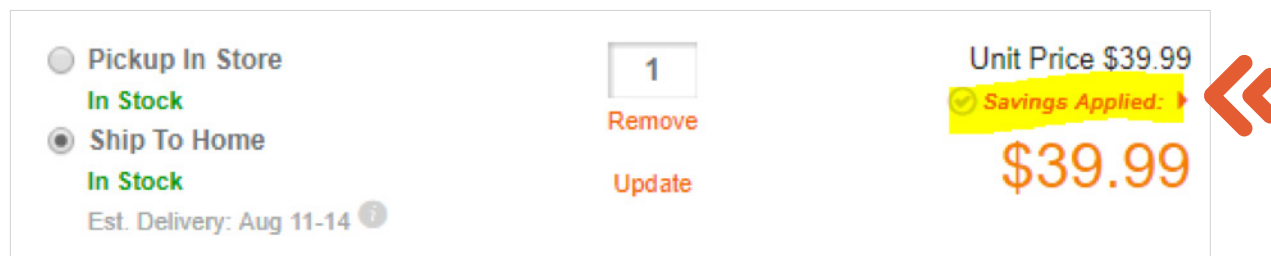 Pickup In Store
In Stock
Ship To Home
In Stock
Est. Delivery: Aug 11-14
1
Remove
Update
Unit Price $39.99
Savings Applied:
$39.99